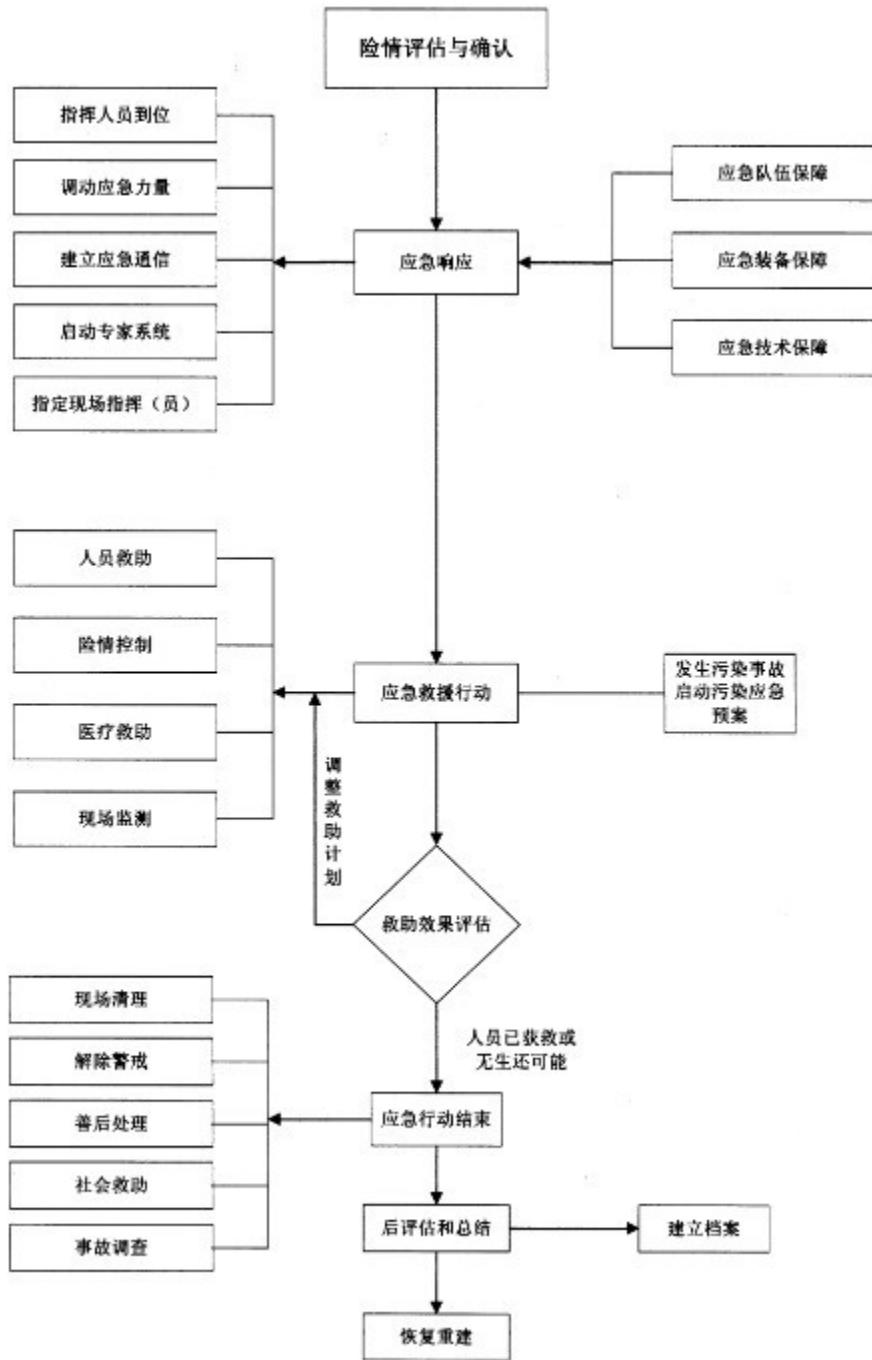 险情评估与确认
指挥人员到位
调动应急力量
建立应急通信
启动专家系统
指定现场指挥（员）
应急响应
应急队伍保障
应急装备保障
应急技术保障
人员救助
险情控制
医疗救助
现场监测
应急救援行动
发生污染事故
启动污染应急
预案
调整救助计划
救助效果评估
人员已获救或
无生还可能
现场清理
解除警戒
善后处理
社会救助
事故调查
应急行动结束
后评估和总结
建立档案
恢复重建